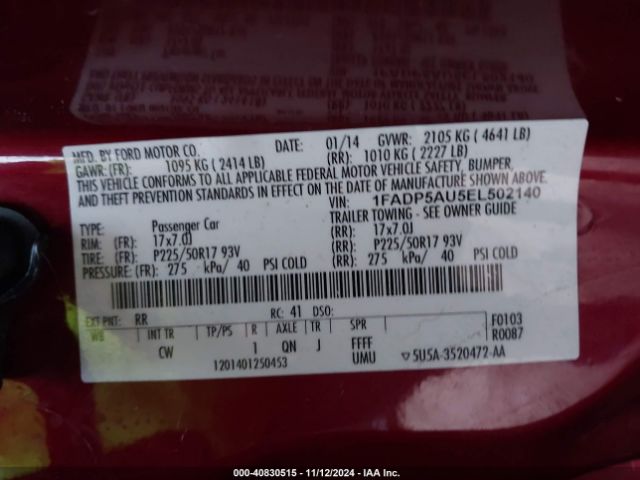 MFD. BY FORD MOTOR CO. DATE: 01/14 GVWR: 2105 KG ( 4641 LB)
GAWR: (FR): 1095 KG ( 2414 LB) (RR): 1010 KG ( 2227 LB)
THIS VEHICLE CONFORMS TO ALL APPLICABLE FEDERAL MOTOR VEHICLE SAFETY, BUMPER,
AND THEFT PREVENTION STANDARDS IN EFFECT ON THE DATE OF MANUFACTURE SHOWN ABOVE.
VIN: 1FADP5AU5EL502140
TYPE: Passenger Car TRAILER TOWING - SEE OWNER GUIDE
RIM: (FR): 17x7.0J (RR): 17x7.0J
TIRE: (FR): P225/50R17 93V (RR): P225/50R17 93V
PRESSURE: (FR): 275 kPa/ 40 PSI COLD (RR): 275 kPa/ 40 PSI COLD
EXT PNT: RR RC: 41 DSO: F0103
WB INT TR TP/PS R AXLE TR SPR R0087
CW 1 QN J FFFF
1201401250453 UMU 5U5A-3520472-AA
www.iaai.com
#VIN: **40830515 - 11/12/2024 - IAA Inc.**